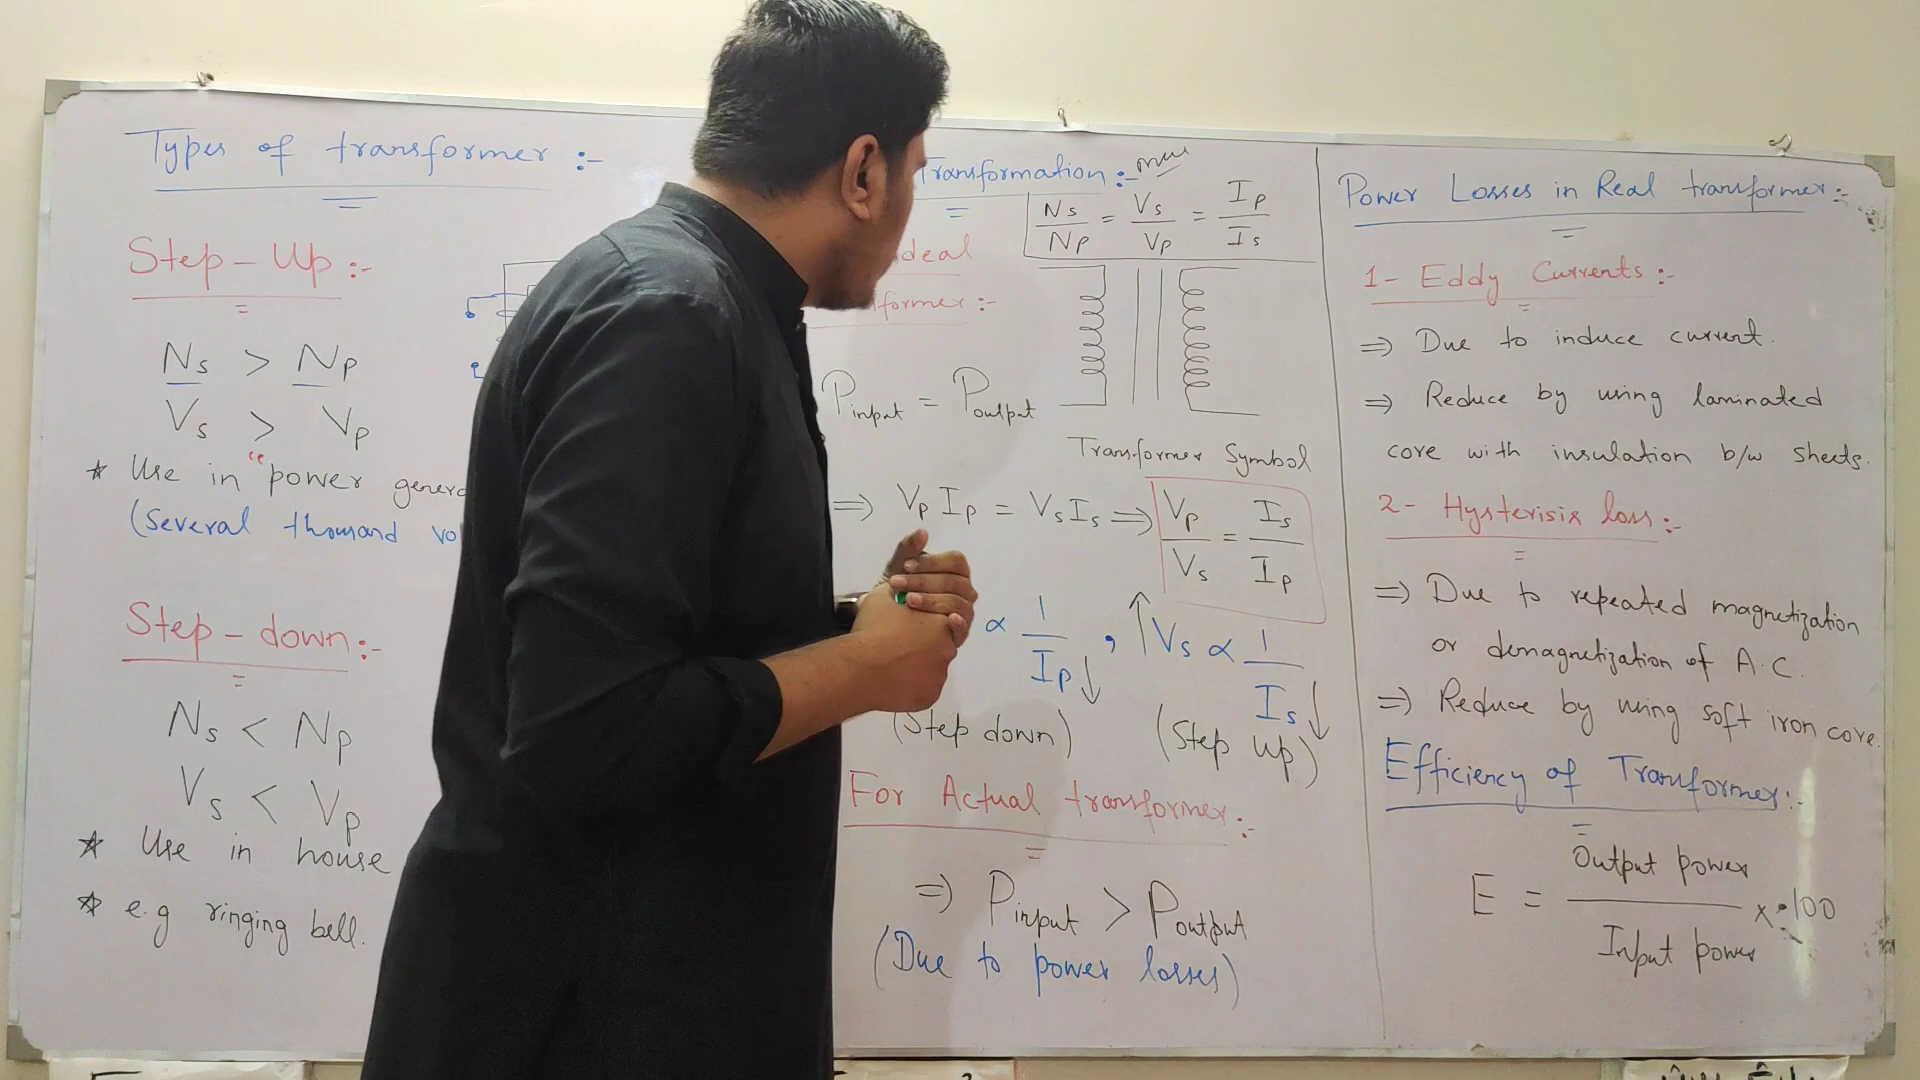 Types of transformer :-
Step-Up :-
Ns > Np
Vs > Vp
* Use in power
(Several thousand
Step-down :-
Ns < Np
Vs < Vp
* Use in house
* e.g ringing bell.
Transformation :-
Ns/Np = Vs/Vp = Ip/Is
Pinput = Poutput
Transformer Symbol
⇒ VpIp = VsIs ⇒ Vp/Vs = Is/Ip
∝ 1/Ip ↓ , ↑Vs ∝ 1/Is ↓
(Step down) (Step up)
For Actual transformer :-
⇒ Pinput > Poutput
(Due to power losses)
Power Losses in Real transformer :-
1- Eddy Currents :-
⇒ Due to induce current.
⇒ Reduce by using laminated
core with insulation b/w sheets.
2- Hysterisis loss :-
⇒ Due to repeated magnetization
or demagnetization of A.C.
⇒ Reduce by using soft iron core.
Efficiency of Transformer :-
E = Output power/Input power × 100